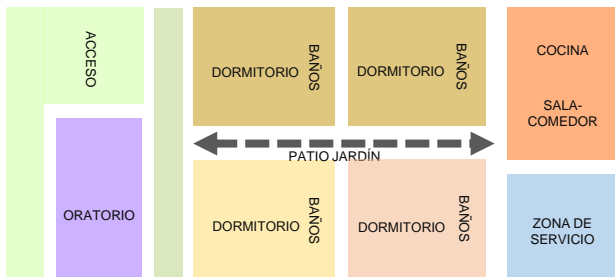 ACCESO
DORMITORIO
BAÑOS
DORMITORIO
BAÑOS
COCINA
SALA-
COMEDOR
PATIO JARDÍN
ORATORIO
DORMITORIO
BAÑOS
DORMITORIO
BAÑOS
ZONA DE
SERVICIO